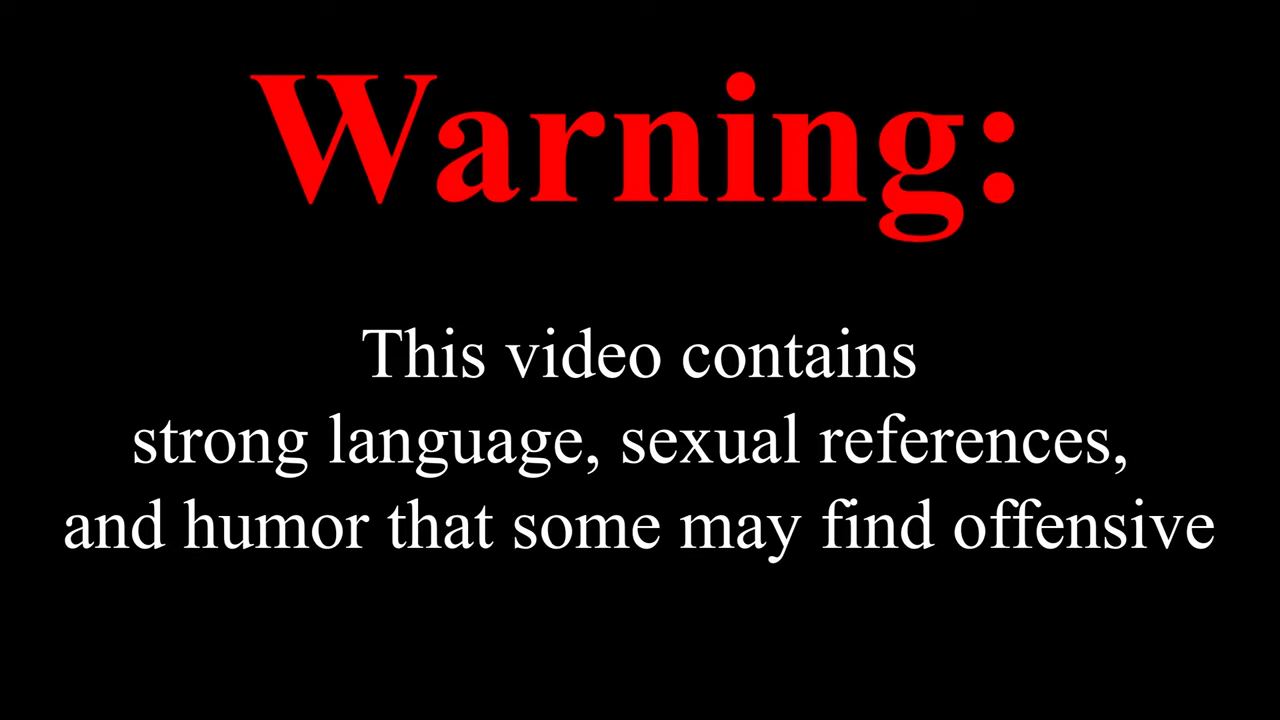 Warning:
This video contains
strong language, sexual references,
and humor that some may find offensive